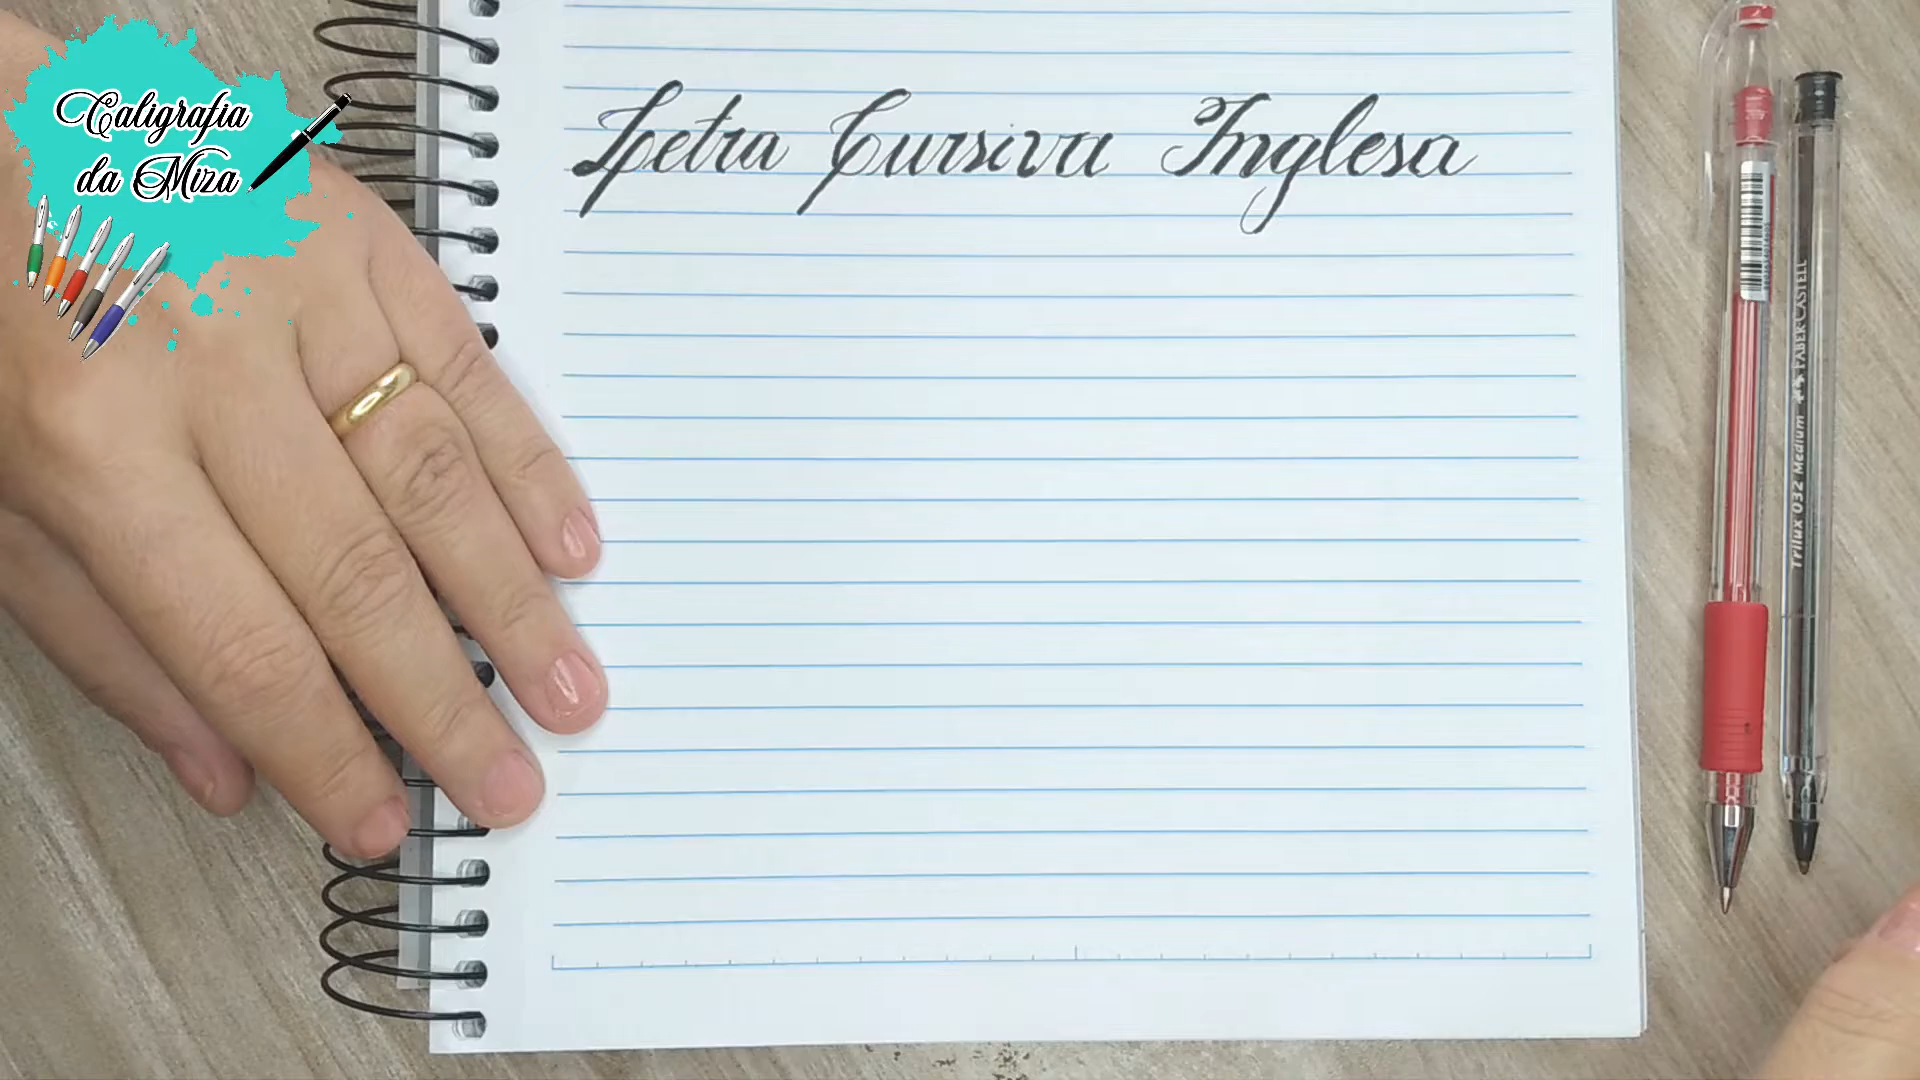 Caligrafia
da Miza
Letra Cursiva Inglesa
Trilux 032 Medium FABER-CASTELL